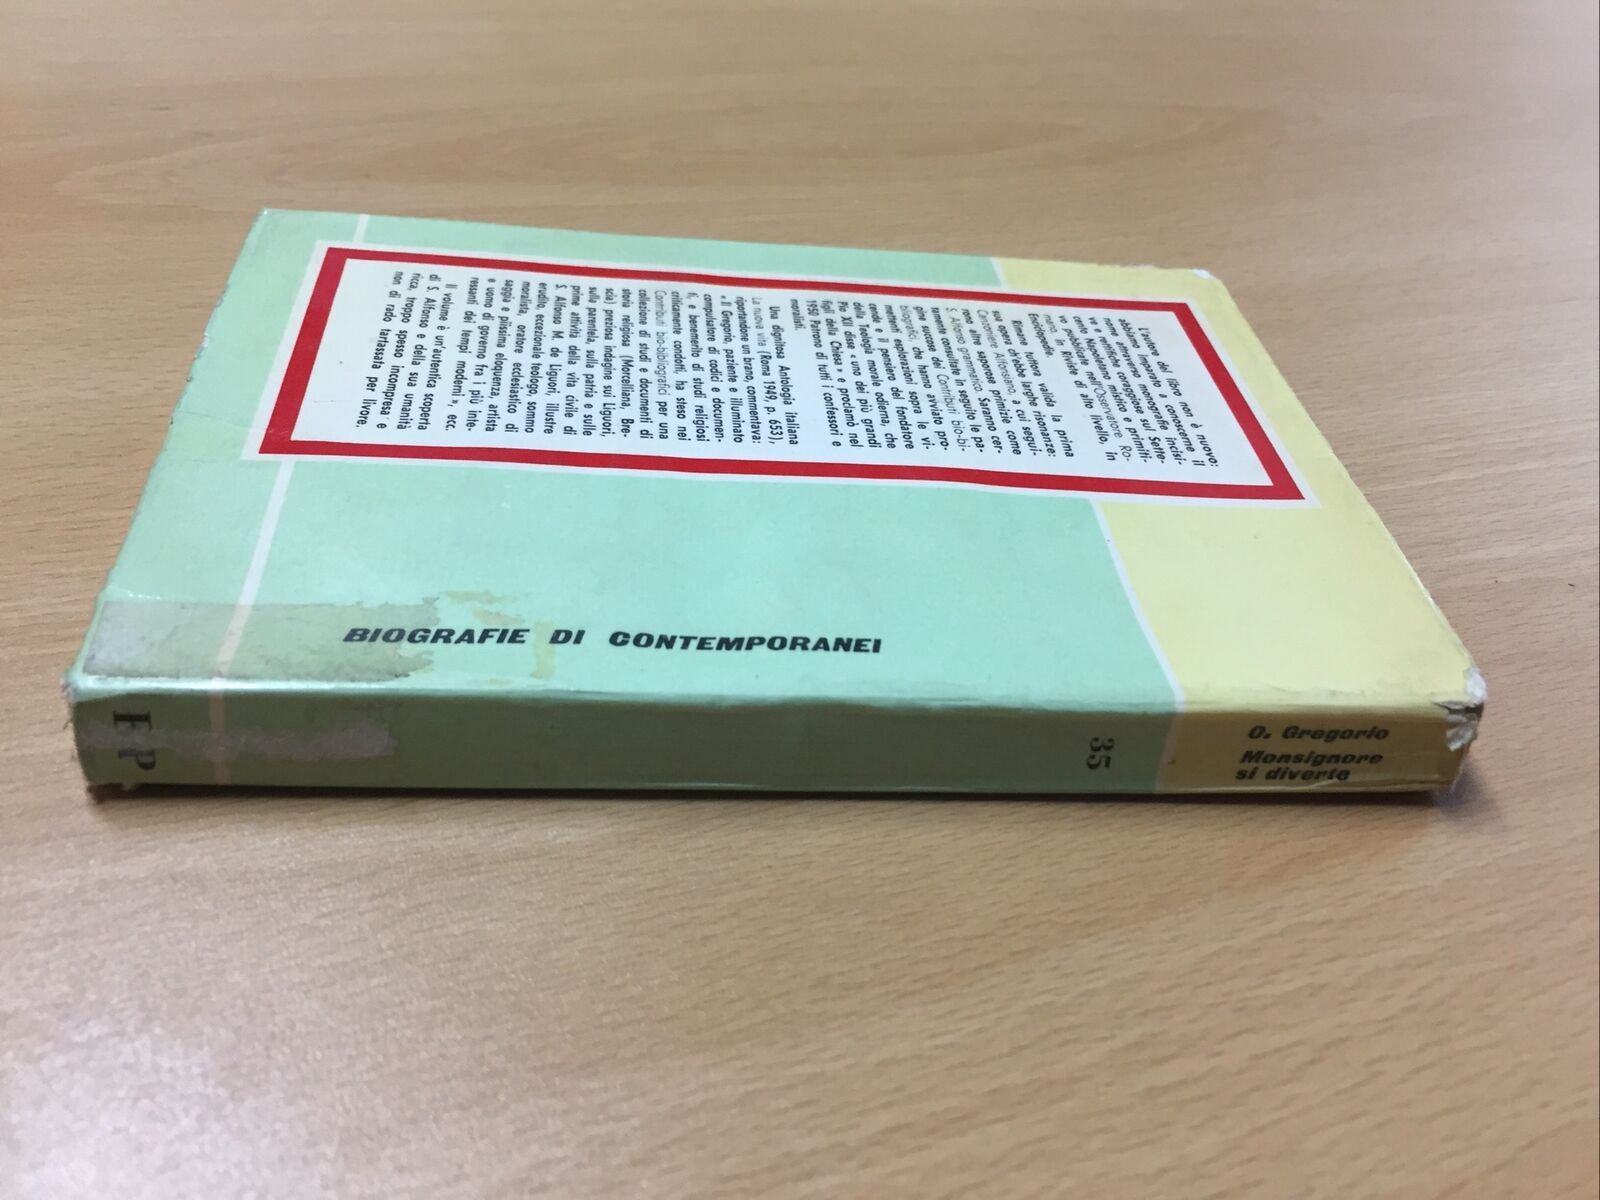 L'autore del libro non è nuovo:
abbiamo imparato a conoscerne il
nome attraverso monografie incisi-
ve e rettifiche coraggiose sul Sette-
cento Napoletano mistico e primiti-
vo pubblicate nell'Osservatore Ro-
mano, in Riviste di alto livello, in
Enciclopedie.
Rimane tuttora valida la prima
sua opera ch'ebbe larghe risonanze:
Canzoniere Alfonsiano, a cui segui-
rono altre saporose primizie come
S. Alfonso grammatico. Saranno cer-
tamente consultate in seguito le pa-
gine succose dei Contributi bio-bi-
bliografici, che hanno avviato pro-
mettenti esplorazioni sopra le vi-
cende e il pensiero del fondatore
della Teologia morale odierna, che
Pio XII disse « uno dei più grandi
figli della Chiesa » e proclamò nel
1950 Patrono di tutti i confessori e
moralisti.
Una dignitosa Antologia italiana
La nuova vita (Roma 1949, p. 653),
riportandone un brano, commentava:
« Il Gregorio, paziente e illuminato
compulsatore di codici e documen-
ti, e benemerito di studi religiosi
criticamente condotti, ha steso nei
Contributi bio-bibliografici per una
collezione di studi e documenti di
storia religiosa (Morcelliana, Bre-
scia) preziosa indagine sui Liguori,
sulla parentela, sulla patria e sulle
prime attività della vita civile di
S. Alfonso M. de Liguori, illustre
erudito, eccezionale teologo, sommo
moralista, oratore ecclesiastico di
saggia e piissima eloquenza, artista
e uomo di governo fra i più inte-
ressanti dei tempi moderni », ecc.
Il volume è un'autentica scoperta
di S. Alfonso e della sua umanità
ricca, troppo spesso incompresa e
non di rado tartassata per livore.
BIOGRAFIE DI CONTEMPORANEI
O. Gregorio
Monsignore
si diverte
35
EP